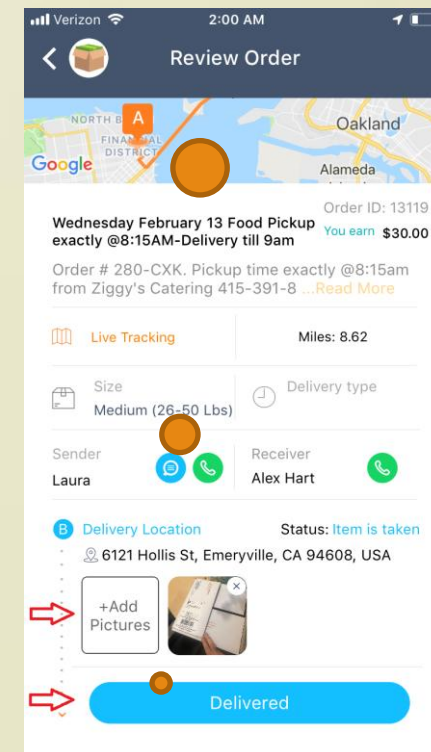 Verizon 2:00 AM
Review Order
A
NORTH B
FINANCIAL
DISTRICT
Oakland
Google
Alameda
Order ID: 13119
Wednesday February 13 Food Pickup
exactly @8:15AM-Delivery till 9am
You earn $30.00
Order # 280-CXK. Pickup time exactly @8:15am
from Ziggy's Catering 415-391-8 ...Read More
Live Tracking Miles: 8.62
Size
Medium (26-50 Lbs)
Delivery type
Sender
Laura
Receiver
Alex Hart
B Delivery Location Status: Item is taken
6121 Hollis St, Emeryville, CA 94608, USA
+Add
Pictures
Delivered